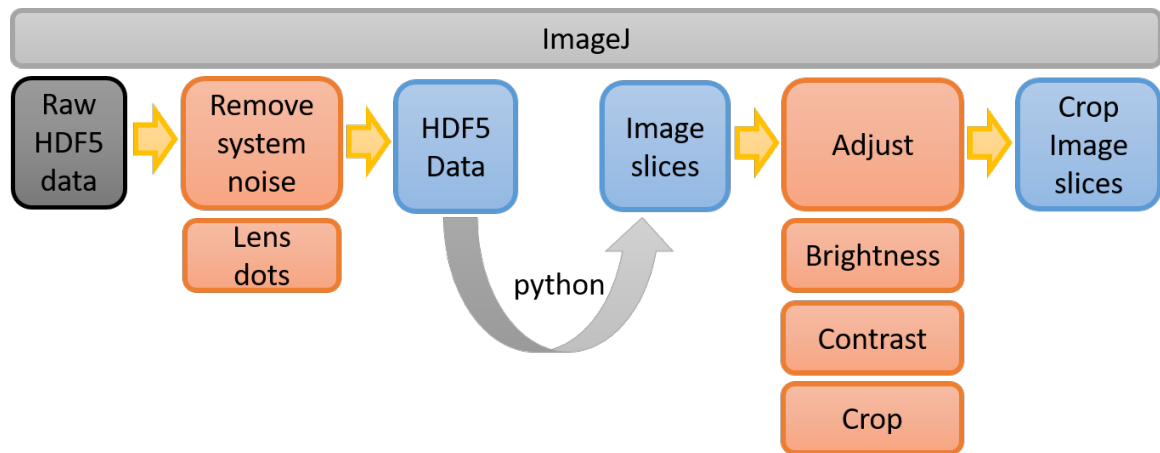 ImageJ
Raw
HDF5
data
Remove
system
noise
Lens
dots
HDF5
Data
python
Image
slices
Adjust
Brightness
Contrast
Crop
Crop
Image
slices